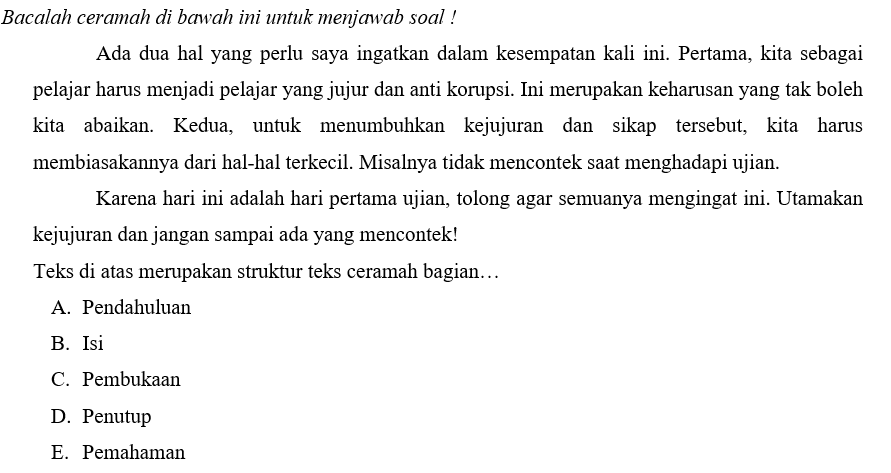 Bacalah ceramah di bawah ini untuk menjawab soal !
Ada dua hal yang perlu saya ingatkan dalam kesempatan kali ini. Pertama, kita sebagai
pelajar harus menjadi pelajar yang jujur dan anti korupsi. Ini merupakan keharusan yang tak boleh
kita abaikan. Kedua, untuk menumbuhkan kejujuran dan sikap tersebut, kita harus
membiasakannya dari hal-hal terkecil. Misalnya tidak mencontek saat menghadapi ujian.
Karena hari ini adalah hari pertama ujian, tolong agar semuanya mengingat ini. Utamakan
kejujuran dan jangan sampai ada yang mencontek!
Teks di atas merupakan struktur teks ceramah bagian…
A. Pendahuluan
B. Isi
C. Pembukaan
D. Penutup
E. Pemahaman